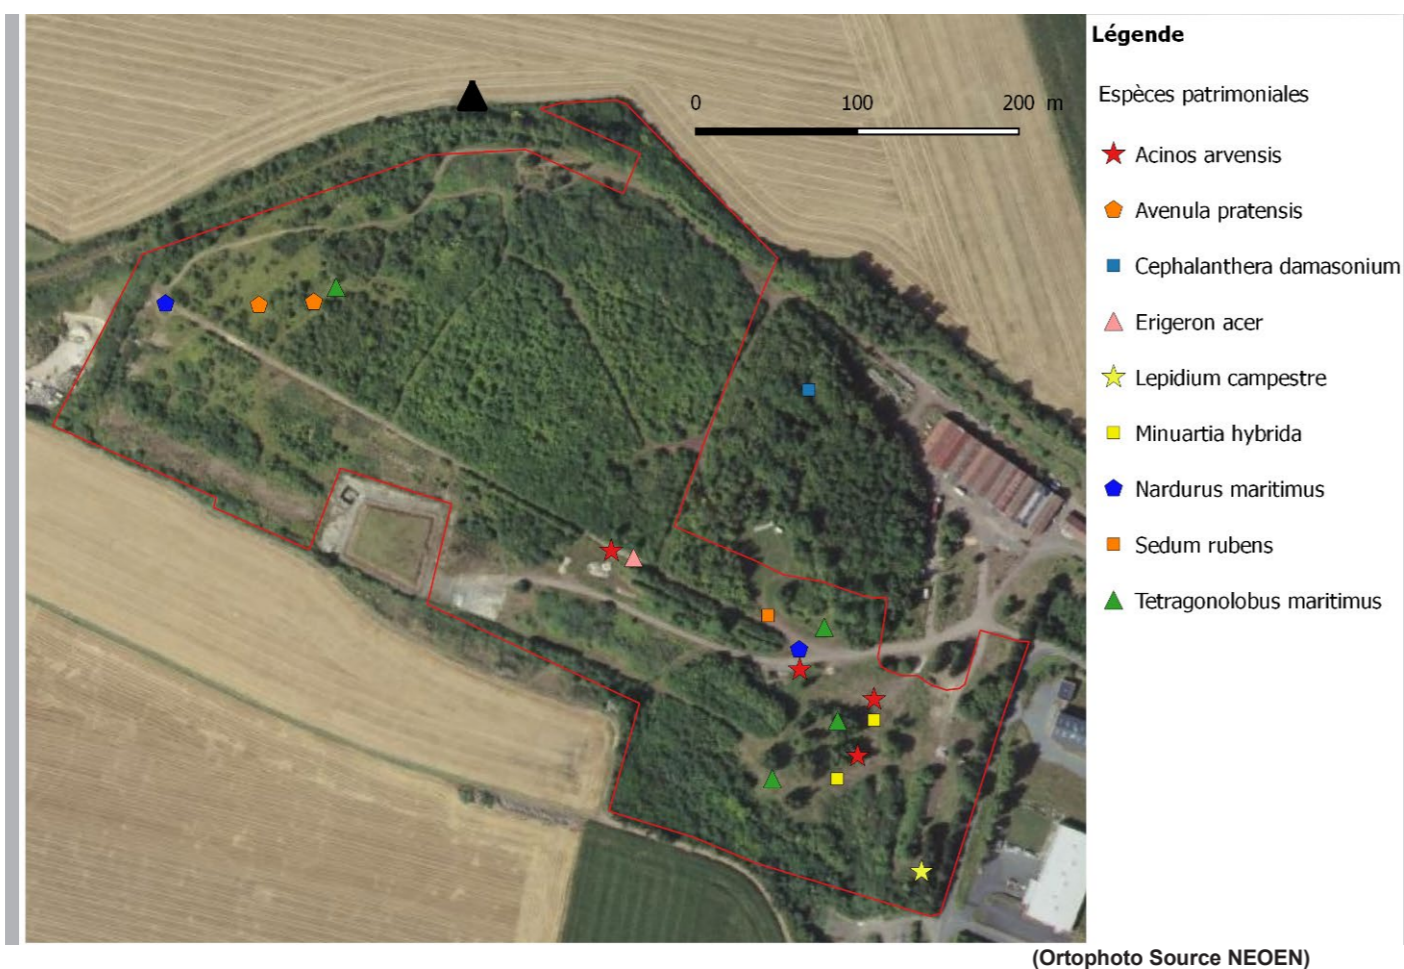 0 100 200 m
Légende
Espèces patrimoniales
Acinos arvensis
Avenula pratensis
Cephalanthera damasonium
Erigeron acer
Lepidium campestre
Minuartia hybrida
Nardurus maritimus
Sedum rubens
Tetragonolobus maritimus
(Ortophoto Source NEOEN)